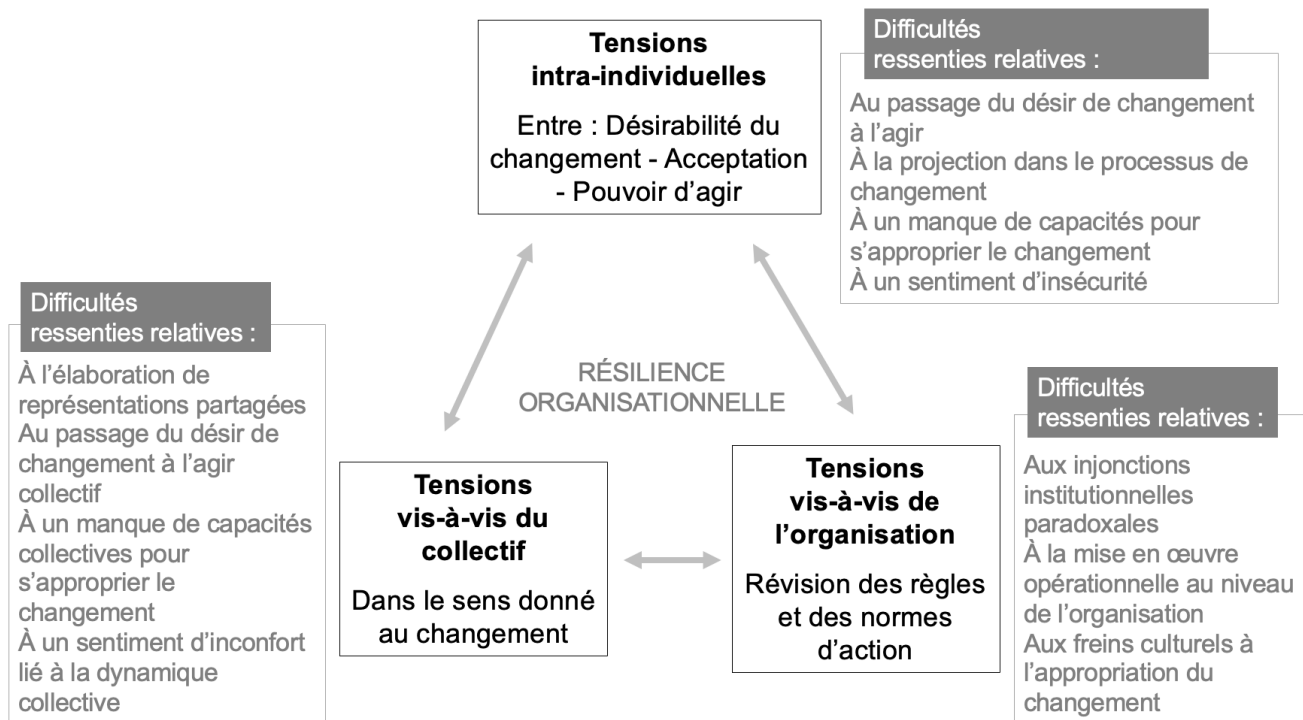 Tensions
intra-individuelles
Entre : Désirabilité du
changement - Acceptation
- Pouvoir d’agir
Difficultés
ressenties relatives :
Au passage du désir de changement
à l’agir
À la projection dans le processus de
changement
À un manque de capacités pour
s’approprier le changement
À un sentiment d’insécurité
Difficultés
ressenties relatives :
À l’élaboration de
représentations partagées
Au passage du désir de
changement à l’agir
collectif
À un manque de capacités
collectives pour
s’approprier le
changement
À un sentiment d’inconfort
lié à la dynamique
collective
RÉSILIENCE
ORGANISATIONNELLE
Tensions
vis-à-vis du
collectif
Dans le sens donné
au changement
Tensions
vis-à-vis de
l’organisation
Révision des règles
et des normes
d’action
Difficultés
ressenties relatives :
Aux injonctions
institutionnelles
paradoxales
À la mise en œuvre
opérationnelle au niveau
de l’organisation
Aux freins culturels à
l’appropriation du
changement